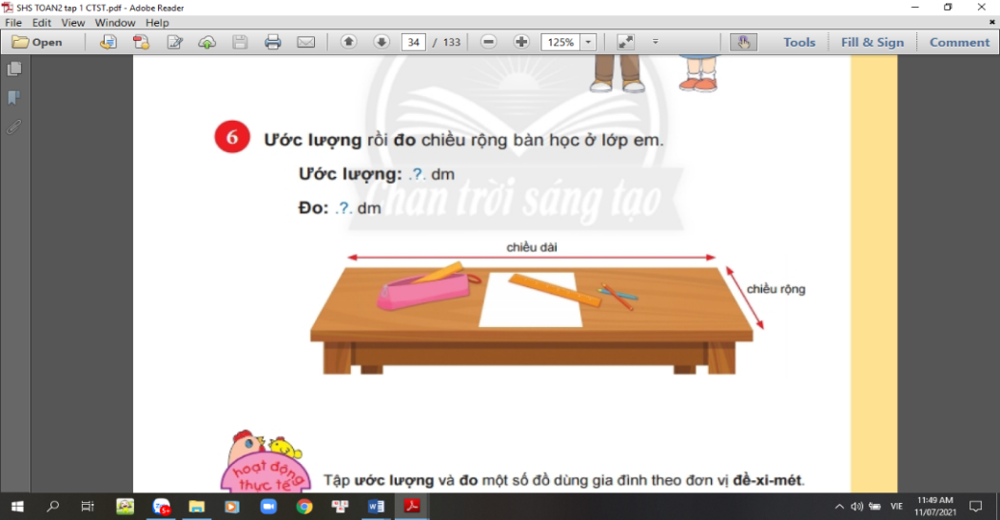 SHS TOAN2 tap 1 CTST.pdf - Adobe Reader
File Edit View Window Help
Open 34 / 133 125% Tools Fill & Sign Comment
6 Ước lượng rồi đo chiều rộng bàn học ở lớp em.
Ước lượng: .?. dm
Đo: .?. dm
Chân trời sáng tạo
chiều dài
chiều rộng
hoạt động
thực tế
Tập ước lượng và đo một số đồ dùng gia đình theo đơn vị đề-xi-mét.
5+
VIE
11:49 AM
11/07/2021